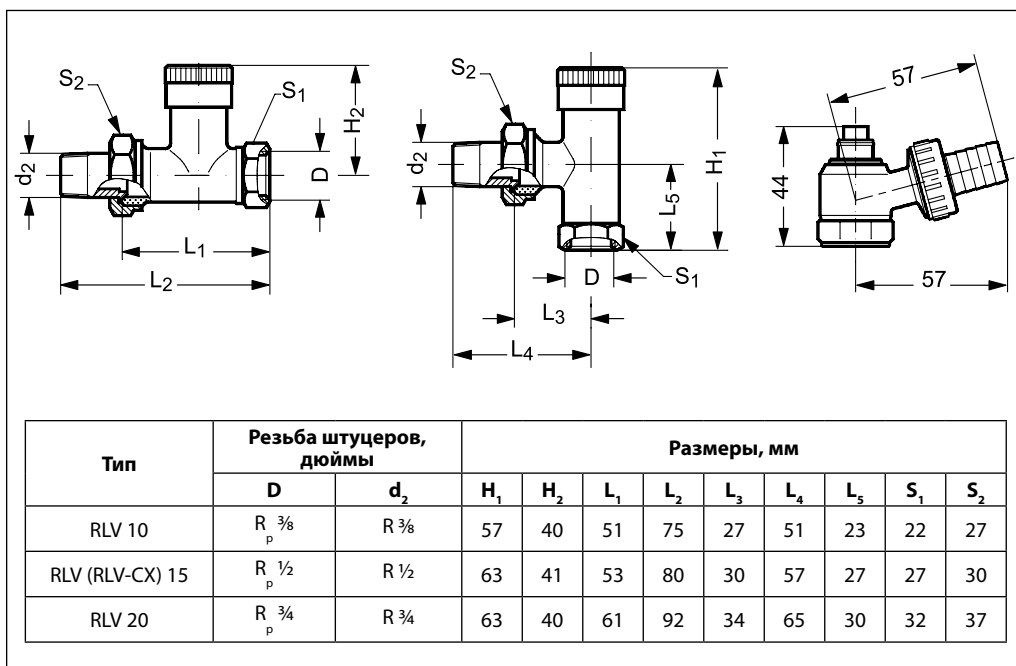 S2
S1
H2
d2
D
L1
L2
S2
d2
H1
L5
D
S1
L3
L4
57
44
57
Тип
Резьба штуцеров, дюймы
Размеры, мм
D d₂ H₁ H₂ L₁ L₂ L₃ L₄ L₅ S₁ S₂
RLV 10 Rₚ ⅜ R ⅜ 57 40 51 75 27 51 23 22 27
RLV (RLV-CX) 15 Rₚ ½ R ½ 63 41 53 80 30 57 27 27 30
RLV 20 Rₚ ¾ R ¾ 63 40 61 92 34 65 30 32 37